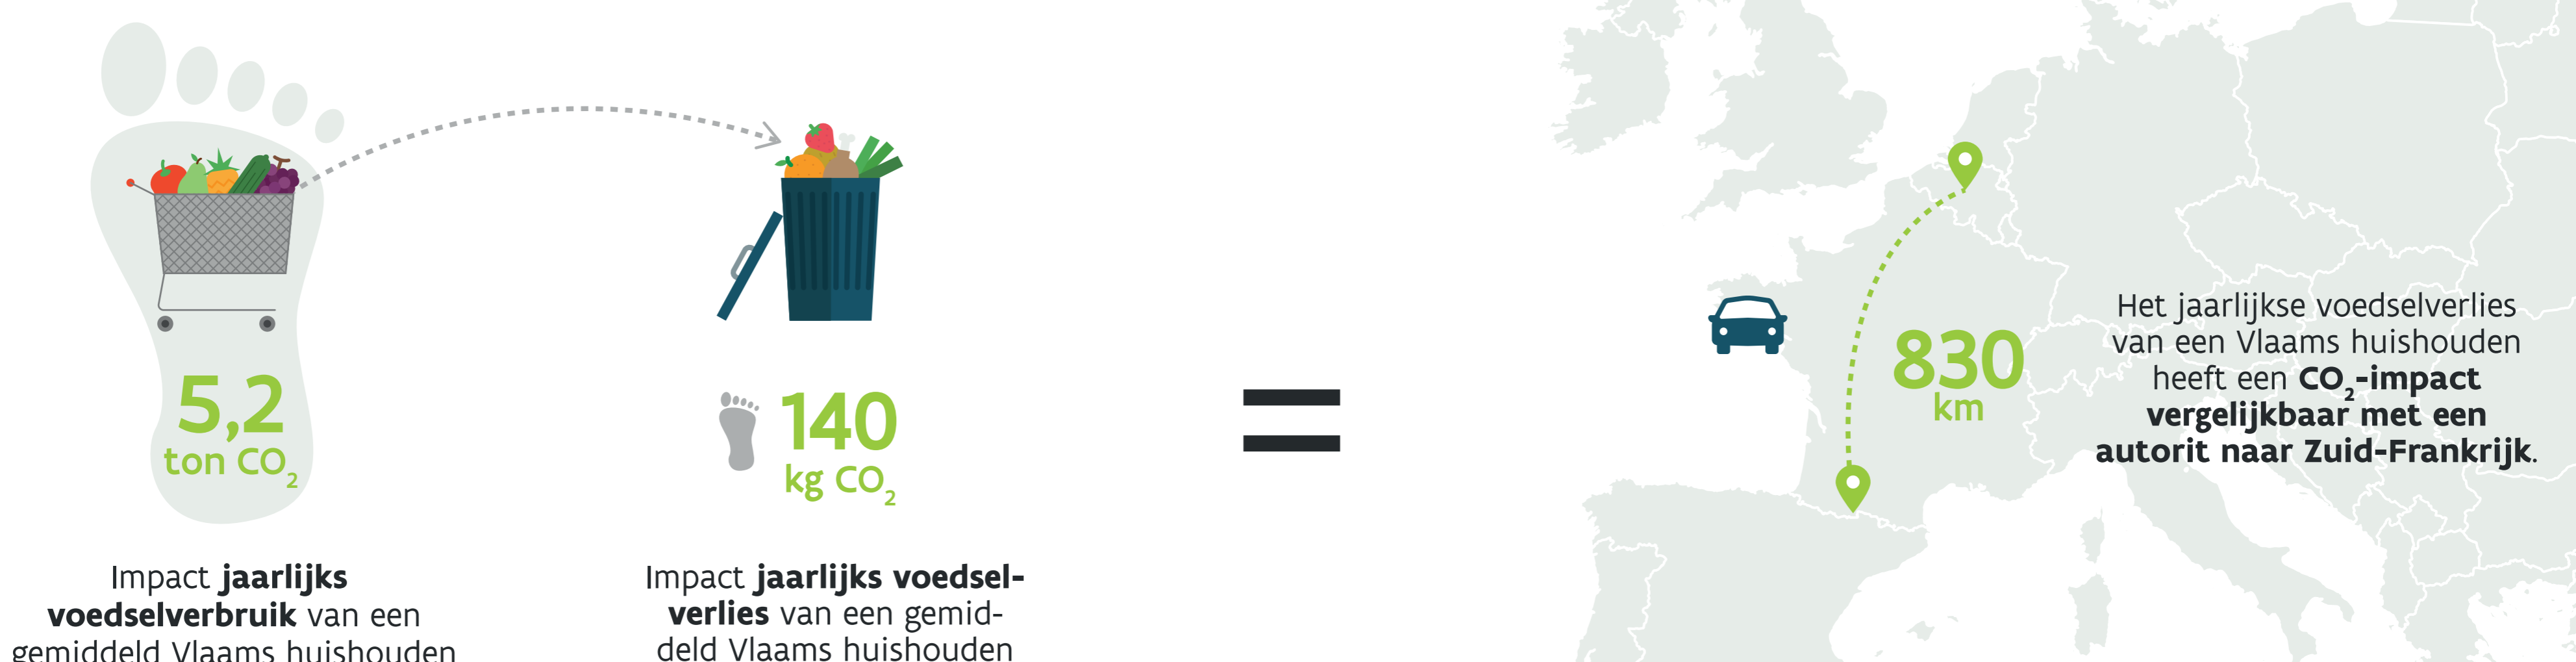 5,2
ton CO₂
Impact jaarlijks
voedselverbruik van een
gemiddeld Vlaams huishouden
140
kg CO₂
Impact jaarlijks voedsel-
verlies van een gemid-
deld Vlaams huishouden
=
830
km
Het jaarlijkse voedselverlies
van een Vlaams huishouden
heeft een CO₂-impact
vergelijkbaar met een
autorit naar Zuid-Frankrijk.